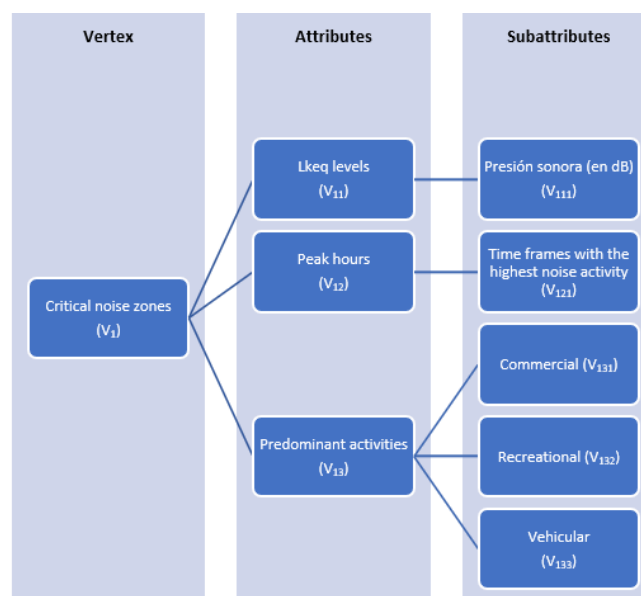 Vertex
Attributes
Subattributes
Lkeq levels
(V₁₁)
Presión sonora (en dB)
(V₁₁₁)
Peak hours
(V₁₂)
Time frames with the
highest noise activity
(V₁₂₁)
Critical noise zones
(V₁)
Commercial (V₁₃₁)
Predominant activities
(V₁₃)
Recreational (V₁₃₂)
Vehicular
(V₁₃₃)